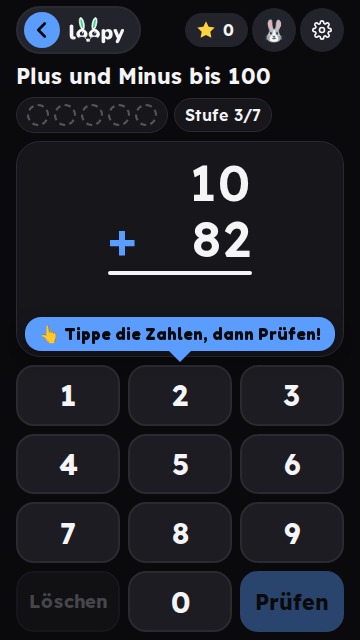 loopy
0
Plus und Minus bis 100
Stufe 3/7
10
+ 82
👆 Tippe die Zahlen, dann Prüfen!
1 2 3
4 5 6
7 8 9
Löschen 0 Prüfen